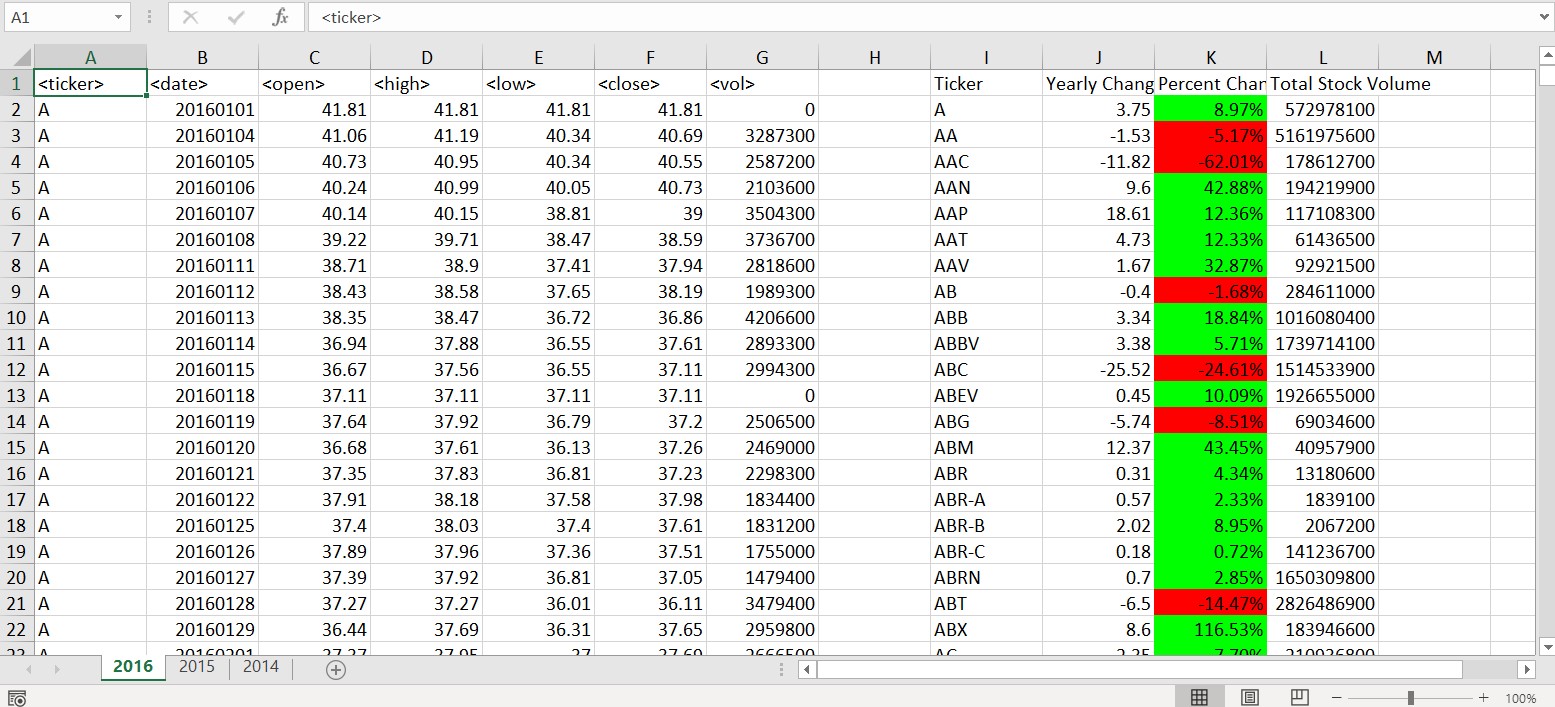 A1 fx <ticker>
A B C D E F G H I J K L M
1 <ticker> <date> <open> <high> <low> <close> <vol> Ticker Yearly Chang Percent Chan Total Stock Volume
2 A 20160101 41.81 41.81 41.81 41.81 0 A 3.75 8.97% 572978100
3 A 20160104 41.06 41.19 40.34 40.69 3287300 AA -1.53 -5.17% 5161975600
4 A 20160105 40.73 40.95 40.34 40.55 2587200 AAC -11.82 -62.01% 178612700
5 A 20160106 40.24 40.99 40.05 40.73 2103600 AAN 9.6 42.88% 194219900
6 A 20160107 40.14 40.15 38.81 39 3504300 AAP 18.61 12.36% 117108300
7 A 20160108 39.22 39.71 38.47 38.59 3736700 AAT 4.73 12.33% 61436500
8 A 20160111 38.71 38.9 37.41 37.94 2818600 AAV 1.67 32.87% 92921500
9 A 20160112 38.43 38.58 37.65 38.19 1989300 AB -0.4 -1.68% 284611000
10 A 20160113 38.35 38.47 36.72 36.86 4206600 ABB 3.34 18.84% 1016080400
11 A 20160114 36.94 37.88 36.55 37.61 2893300 ABBV 3.38 5.71% 1739714100
12 A 20160115 36.67 37.56 36.55 37.11 2994300 ABC -25.52 -24.61% 1514533900
13 A 20160118 37.11 37.11 37.11 37.11 0 ABEV 0.45 10.09% 1926655000
14 A 20160119 37.64 37.92 36.79 37.2 2506500 ABG -5.74 -8.51% 69034600
15 A 20160120 36.68 37.61 36.13 37.26 2469000 ABM 12.37 43.45% 40957900
16 A 20160121 37.35 37.83 36.81 37.23 2298300 ABR 0.31 4.34% 13180600
17 A 20160122 37.91 38.18 37.58 37.98 1834400 ABR-A 0.57 2.33% 1839100
18 A 20160125 37.4 38.03 37.4 37.61 1831200 ABR-B 2.02 8.95% 2067200
19 A 20160126 37.89 37.96 37.36 37.51 1755000 ABR-C 0.18 0.72% 141236700
20 A 20160127 37.39 37.92 36.81 37.05 1479400 ABRN 0.7 2.85% 1650309800
21 A 20160128 37.27 37.27 36.01 36.11 3479400 ABT -6.5 -14.47% 2826486900
22 A 20160129 36.44 37.69 36.31 37.65 2959800 ABX 8.6 116.53% 183946600
2016 2015 2014
100%